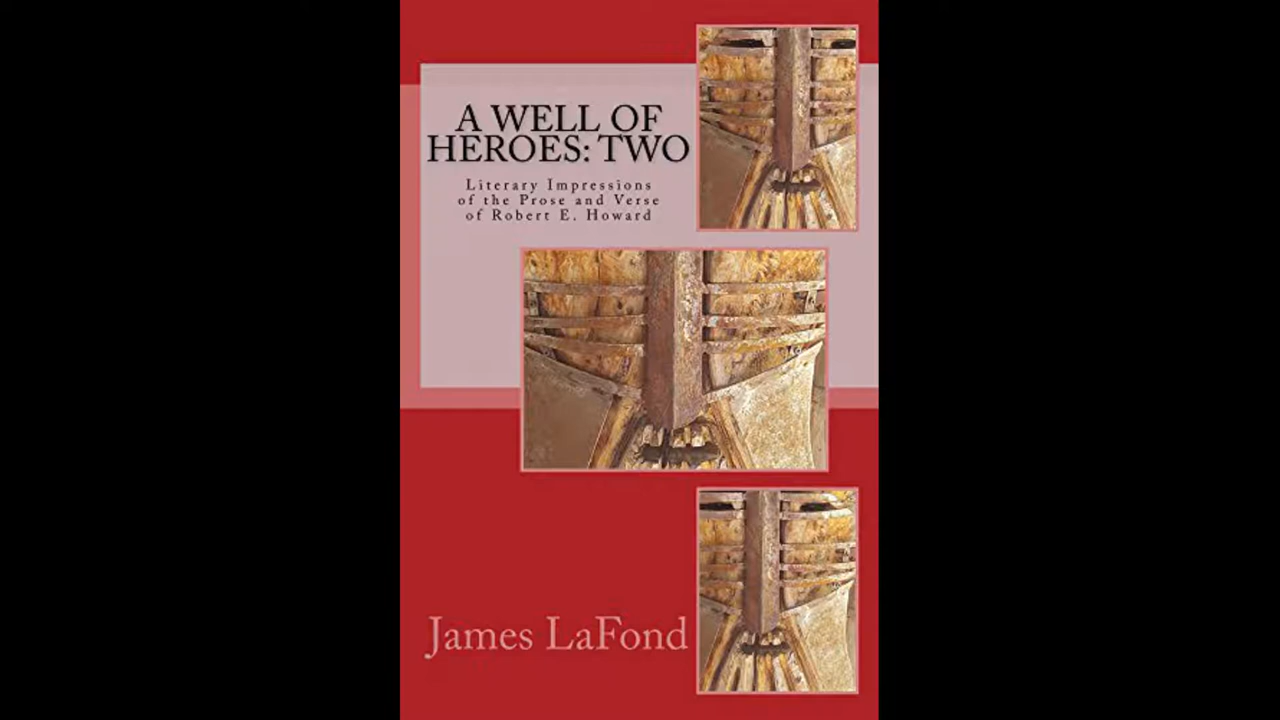 A WELL OF
HEROES: TWO
Literary Impressions
of the Prose and Verse
of Robert E. Howard
James LaFond